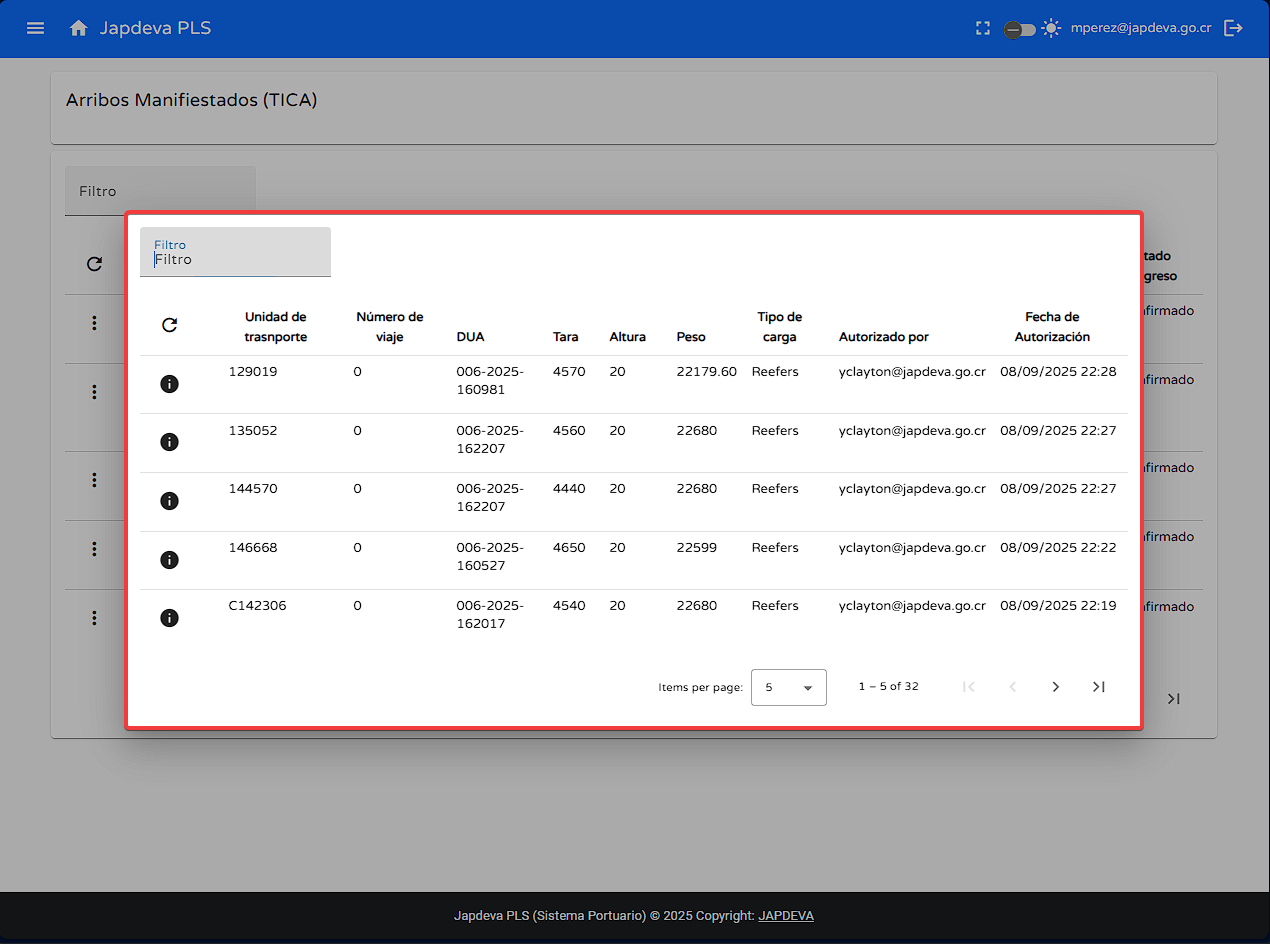 Japdeva PLS
mperez@japdeva.go.cr
Arribos Manifiestados (TICA)
Filtro
tado
greso
Filtro
Filtro
Unidad de trasnporte Número de viaje DUA Tara Altura Peso Tipo de carga Autorizado por Fecha de Autorización
129019 0 006-2025-160981 4570 20 22179.60 Reefers yclayton@japdeva.go.cr 08/09/2025 22:28
135052 0 006-2025-162207 4560 20 22680 Reefers yclayton@japdeva.go.cr 08/09/2025 22:27
144570 0 006-2025-162207 4440 20 22680 Reefers yclayton@japdeva.go.cr 08/09/2025 22:27
146668 0 006-2025-160527 4650 20 22599 Reefers yclayton@japdeva.go.cr 08/09/2025 22:22
C142306 0 006-2025-162017 4540 20 22680 Reefers yclayton@japdeva.go.cr 08/09/2025 22:19
firmado
firmado
firmado
firmado
firmado
Items per page: 5 1 – 5 of 32
Japdeva PLS (Sistema Portuario) © 2025 Copyright: JAPDEVA